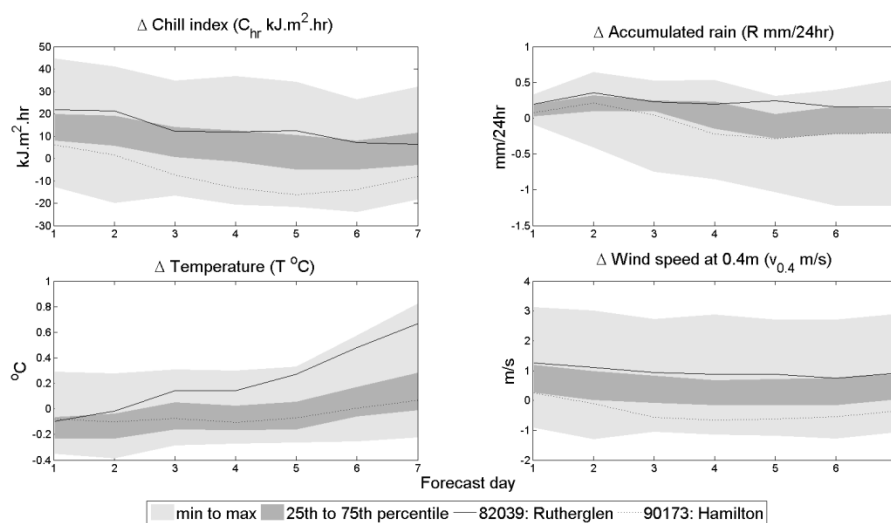 Δ Chill index (C_hr kJ.m².hr)
kJ.m².hr
50
40
30
20
10
0
-10
-20
-30
1 2 3 4 5 6 7
Δ Accumulated rain (R mm/24hr)
mm/24hr
1
0.5
0
-0.5
-1
-1.5
1 2 3 4 5 6
Δ Temperature (T °C)
°C
1
0.8
0.6
0.4
0.2
0
-0.2
-0.4
1 2 3 4 5 6 7
Δ Wind speed at 0.4m (v_0.4 m/s)
m/s
4
3
2
1
0
-1
-2
1 2 3 4 5 6
Forecast day
min to max 25th to 75th percentile 82039: Rutherglen 90173: Hamilton